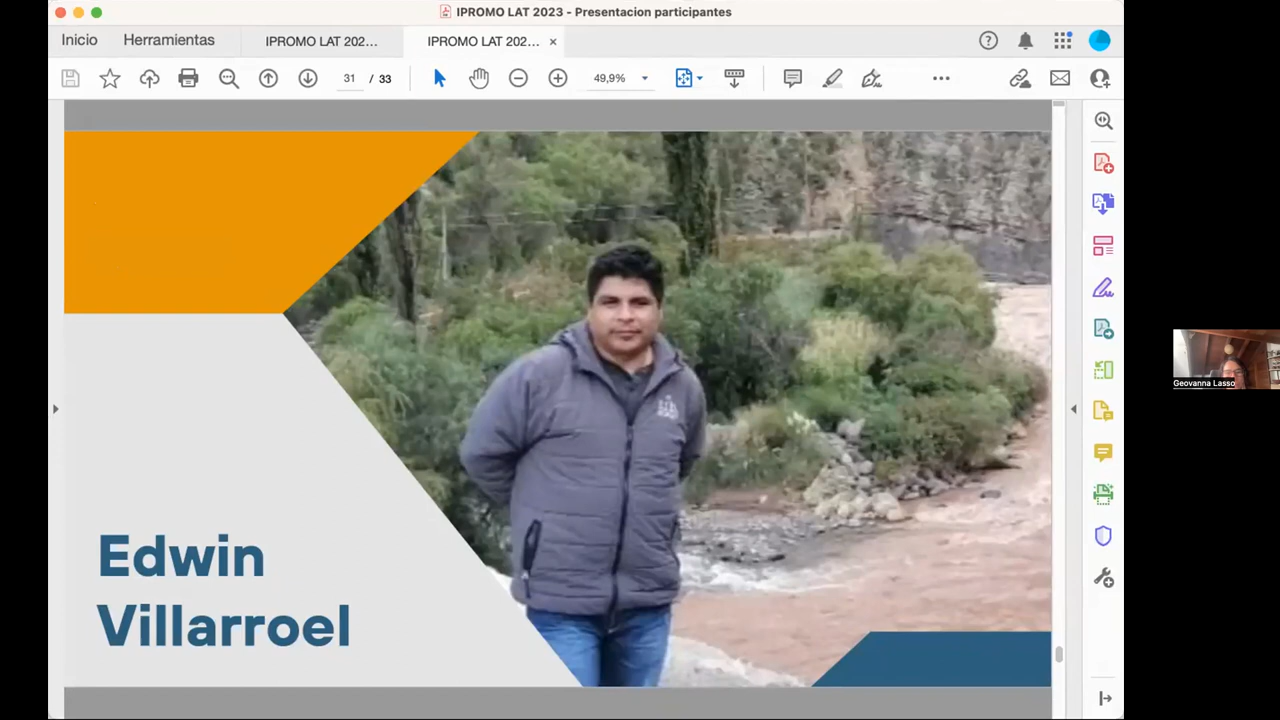 IPROMO LAT 2023 - Presentacion participantes
Inicio
Herramientas
IPROMO LAT 202...
IPROMO LAT 202...
31 / 33
49,9%
Geovanna Lasso
Edwin
Villarroel